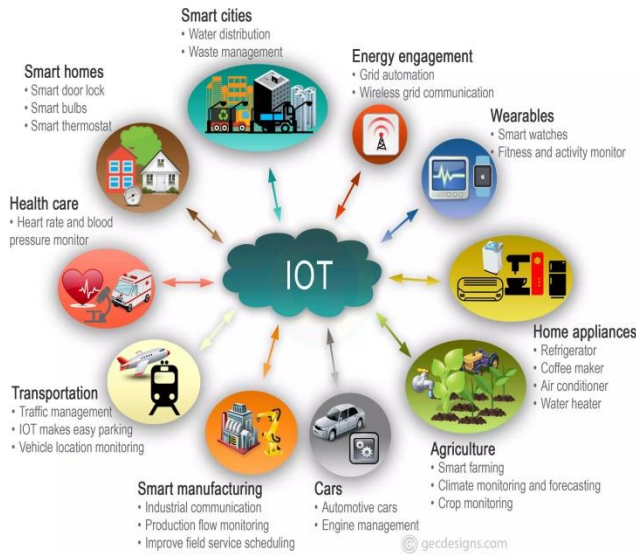 Smart cities
• Water distribution
• Waste management
Energy engagement
• Grid automation
• Wireless grid communication
Smart homes
• Smart door lock
• Smart bulbs
• Smart thermostat
Wearables
• Smart watches
• Fitness and activity monitor
Health care
• Heart rate and blood
pressure monitor
IOT
Home appliances
• Refrigerator
• Coffee maker
• Air conditioner
• Water heater
Transportation
• Traffic management
• IOT makes easy parking
• Vehicle location monitoring
Agriculture
• Smart farming
• Climate monitoring and forecasting
• Crop monitoring
Smart manufacturing
• Industrial communication
• Production flow monitoring
• Improve field service scheduling
Cars
• Automotive cars
• Engine management
© gecdesigns.com